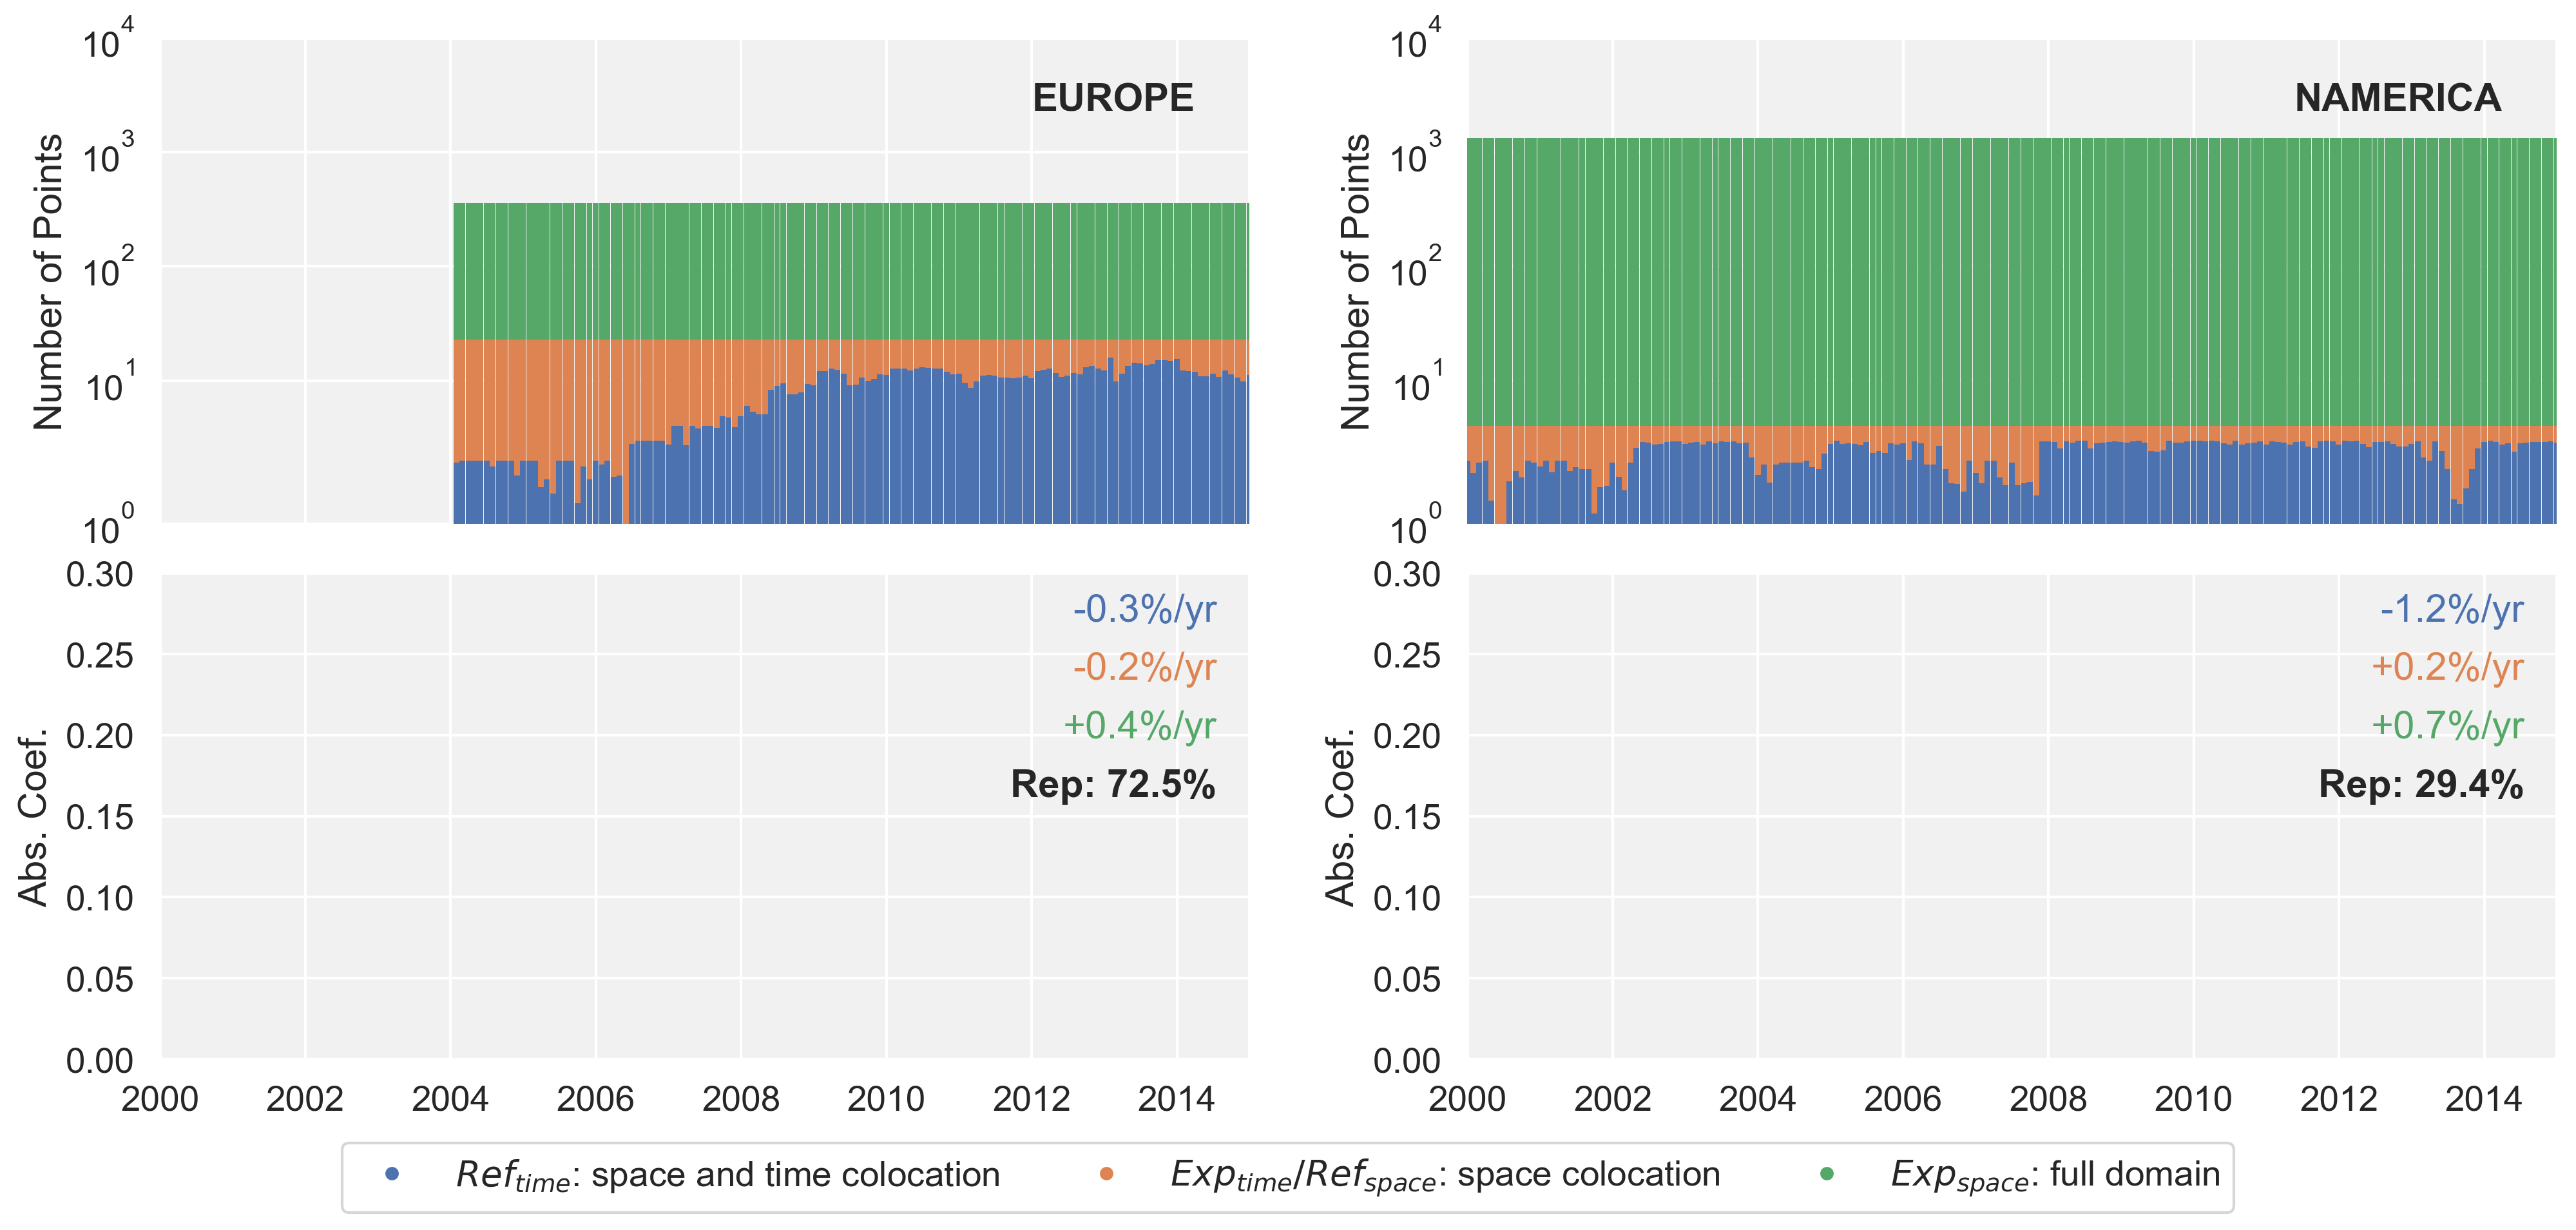 10^4
10^3
10^2
10^1
10^0
Number of Points
EUROPE
10^4
10^3
10^2
10^1
10^0
Number of Points
NAMERICA
0.30
0.25
0.20
0.15
0.10
0.05
0.00
Abs. Coef.
-0.3%/yr
-0.2%/yr
+0.4%/yr
Rep: 72.5%
2000 2002 2004 2006 2008 2010 2012 2014
0.30
0.25
0.20
0.15
0.10
0.05
0.00
Abs. Coef.
-1.2%/yr
+0.2%/yr
+0.7%/yr
Rep: 29.4%
2000 2002 2004 2006 2008 2010 2012 2014
Ref_time: space and time colocation Exp_time/Ref_space: space colocation Exp_space: full domain